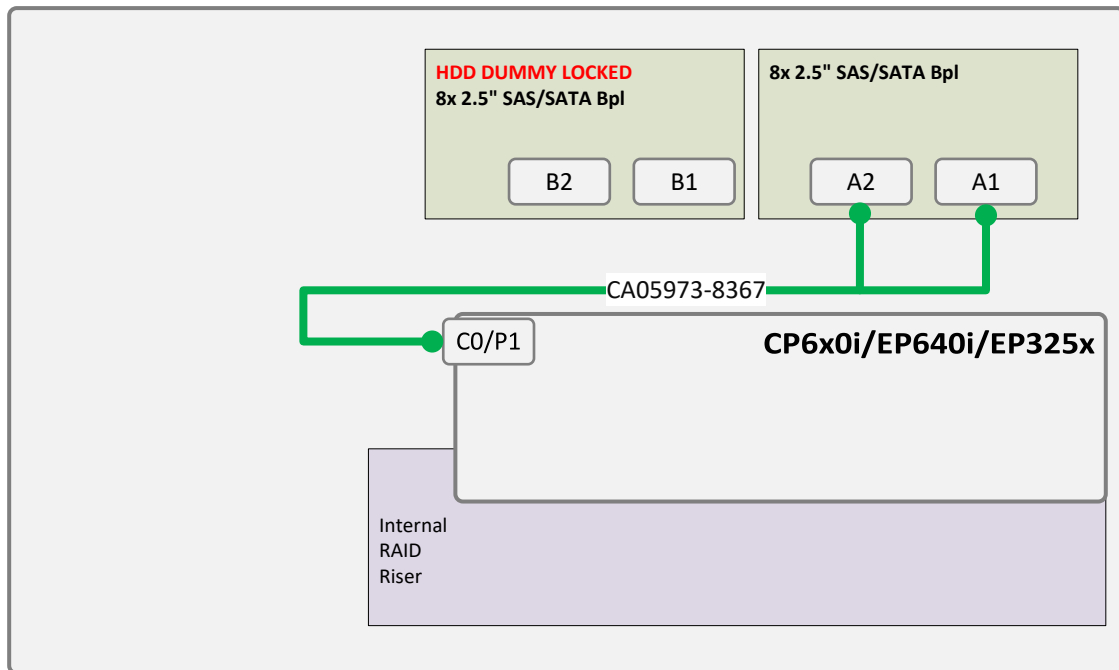 HDD DUMMY LOCKED
8x 2.5" SAS/SATA Bpl
B2
B1
8x 2.5" SAS/SATA Bpl
A2
A1
CA05973-8367
C0/P1
CP6x0i/EP640i/EP325x
Internal
RAID
Riser